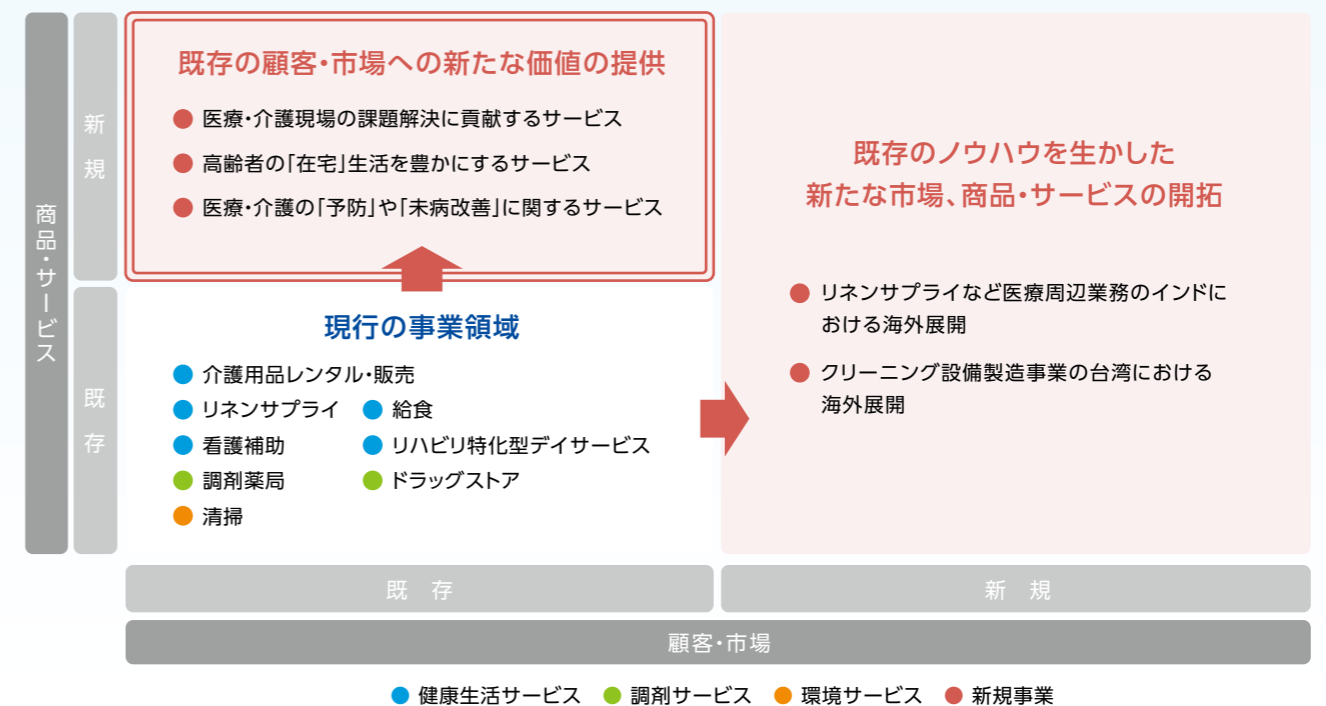 商品・サービス
新規
既存
既存の顧客・市場への新たな価値の提供
● 医療・介護現場の課題解決に貢献するサービス
● 高齢者の「在宅」生活を豊かにするサービス
● 医療・介護の「予防」や「未病改善」に関するサービス
現行の事業領域
● 介護用品レンタル・販売
● リネンサプライ ● 給食
● 看護補助 ● リハビリ特化型デイサービス
● 調剤薬局 ● ドラッグストア
● 清掃
既存のノウハウを生かした
新たな市場、商品・サービスの開拓
● リネンサプライなど医療周辺業務のインドに
おける海外展開
● クリーニング設備製造事業の台湾における
海外展開
既存 新規
顧客・市場
● 健康生活サービス ● 調剤サービス ● 環境サービス ● 新規事業